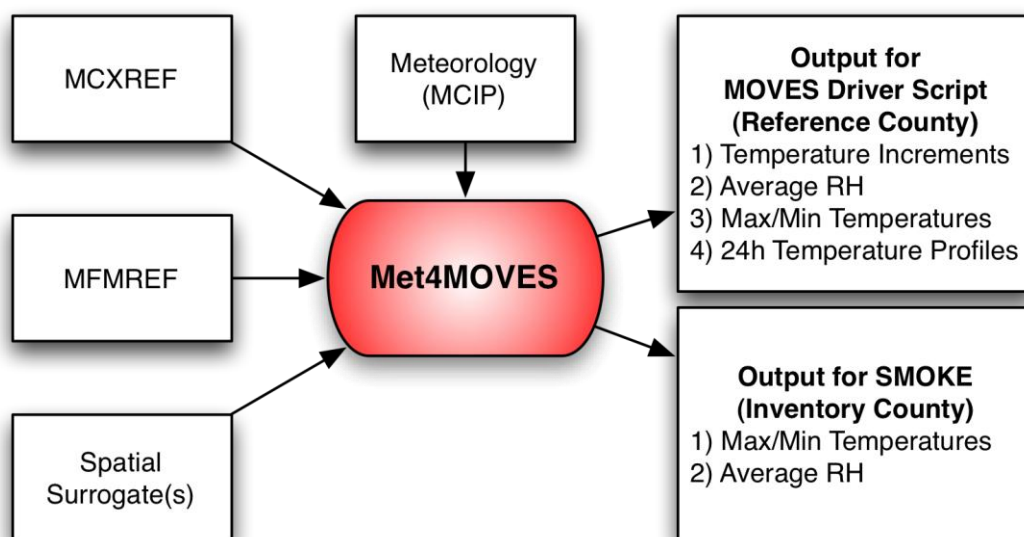 MCXREF
Meteorology
(MCIP)
MFMREF
Spatial
Surrogate(s)
Met4MOVES
Output for
MOVES Driver Script
(Reference County)
1) Temperature Increments
2) Average RH
3) Max/Min Temperatures
4) 24h Temperature Profiles
Output for SMOKE
(Inventory County)
1) Max/Min Temperatures
2) Average RH